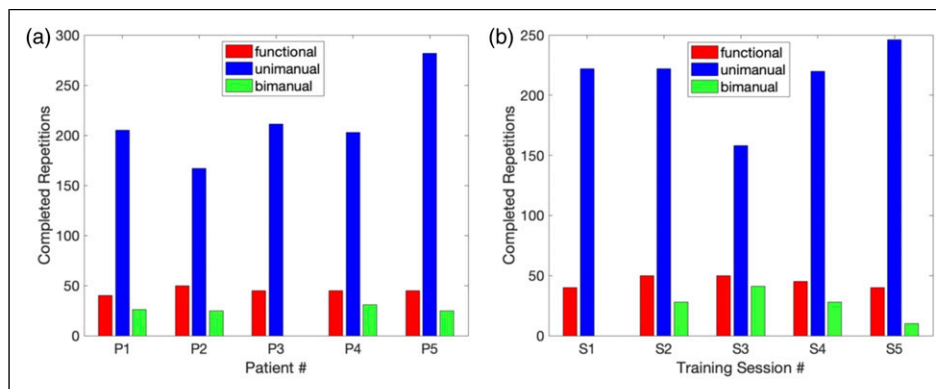 (a)
300
250
200
150
100
50
0
Completed Repetitions
functional
unimanual
bimanual
P1 P2 P3 P4 P5
Patient #
(b)
250
200
150
100
50
0
Completed Repetitions
functional
unimanual
bimanual
S1 S2 S3 S4 S5
Training Session #